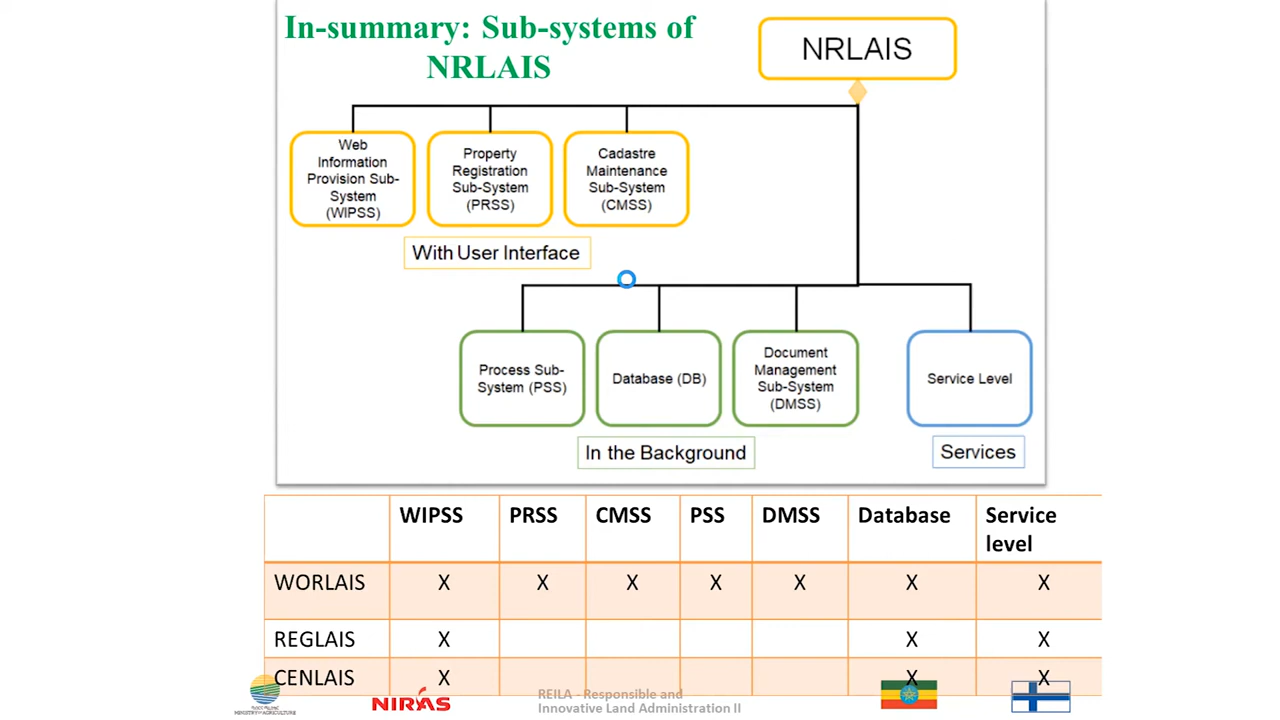 In-summary: Sub-systems of
NRLAIS
NRLAIS
Web
Information
Provision Sub-
System
(WIPSS)
Property
Registration
Sub-System
(PRSS)
Cadastre
Maintenance
Sub-System
(CMSS)
With User Interface
Process Sub-
System (PSS)
Database (DB)
Document
Management
Sub-System
(DMSS)
Service Level
In the Background
Services
WIPSS PRSS CMSS PSS DMSS Database Service
level
WORLAIS X X X X X X X
REGLAIS X X X
CENLAIS X X X
MINISTRY OF AGRICULTURE
NIRAS
REILA - Responsible and
Innovative Land Administration II